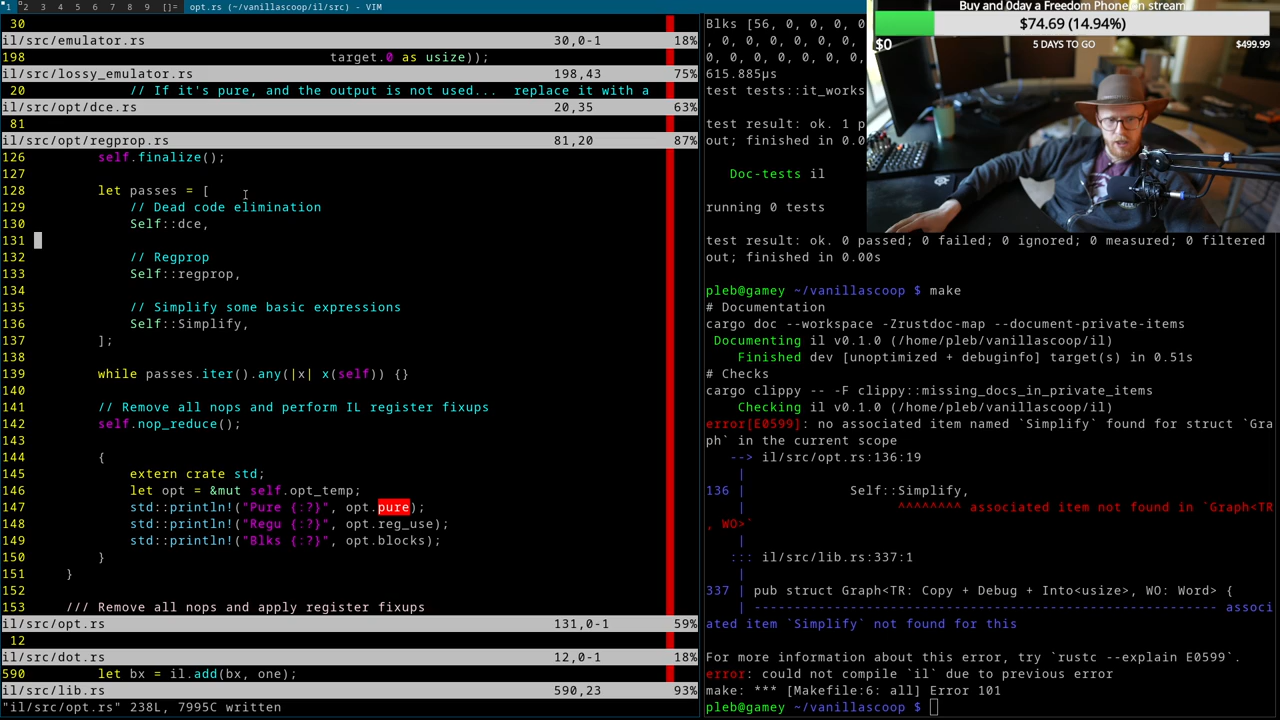 1 2 3 4 5 6 7 8 9 []= opt.rs (~/vanillascoop/il/src) - VIM
30
il/src/emulator.rs 30,0-1 18%
198 target.0 as usize));
il/src/lossy_emulator.rs 198,43 75%
20 // If it's pure, and the output is not used... replace it with a
il/src/opt/dce.rs 20,35 63%
81
il/src/opt/regprop.rs 81,20 87%
126 self.finalize();
127
128 let passes = [
129 // Dead code elimination
130 Self::dce,
131
132 // Regprop
133 Self::regprop,
134
135 // Simplify some basic expressions
136 Self::Simplify,
137 ];
138
139 while passes.iter().any(|x| x(self)) {}
140
141 // Remove all nops and perform IL register fixups
142 self.nop_reduce();
143
144 {
145 extern crate std;
146 let opt = &mut self.opt_temp;
147 std::println!("Pure {:?}", opt.pure);
148 std::println!("Regu {:?}", opt.reg_use);
149 std::println!("Blks {:?}", opt.blocks);
150 }
151 }
152
153 /// Remove all nops and apply register fixups
il/src/opt.rs 131,0-1 59%
12
il/src/dot.rs 12,0-1 18%
590 let bx = il.add(bx, one);
il/src/lib.rs 590,23 93%
"il/src/opt.rs" 238L, 7995C written
Blks [56, 0, 0, 0, 0
, 0, 0, 0, 0, 0, 0,
0, 0, 0, 0, 0, 0, 0,
615.885µs
test tests::it_works
test result: ok. 1 p
out; finished in 0.0
Doc-tests il
running 0 tests
test result: ok. 0 passed; 0 failed; 0 ignored; 0 measured; 0 filtered
out; finished in 0.00s
pleb@gamey ~/vanillascoop $ make
# Documentation
cargo doc --workspace -Zrustdoc-map --document-private-items
Documenting il v0.1.0 (/home/pleb/vanillascoop/il)
Finished dev [unoptimized + debuginfo] target(s) in 0.51s
# Checks
cargo clippy -- -F clippy::missing_docs_in_private_items
Checking il v0.1.0 (/home/pleb/vanillascoop/il)
error[E0599]: no associated item named `Simplify` found for struct `Gra
ph` in the current scope
--> il/src/opt.rs:136:19
|
136 | Self::Simplify,
| ^^^^^^^^ associated item not found in `Graph<TR
, WO>`
|
::: il/src/lib.rs:337:1
|
337 | pub struct Graph<TR: Copy + Debug + Into<usize>, WO: Word> {
| ---------------------------------------------------------- associ
ated item `Simplify` not found for this
For more information about this error, try `rustc --explain E0599`.
error: could not compile `il` due to previous error
make: *** [Makefile:6: all] Error 101
pleb@gamey ~/vanillascoop $
Buy and 0day a Freedom Phone on stream
$74.69 (14.94%)
$0 5 DAYS TO GO $499.99